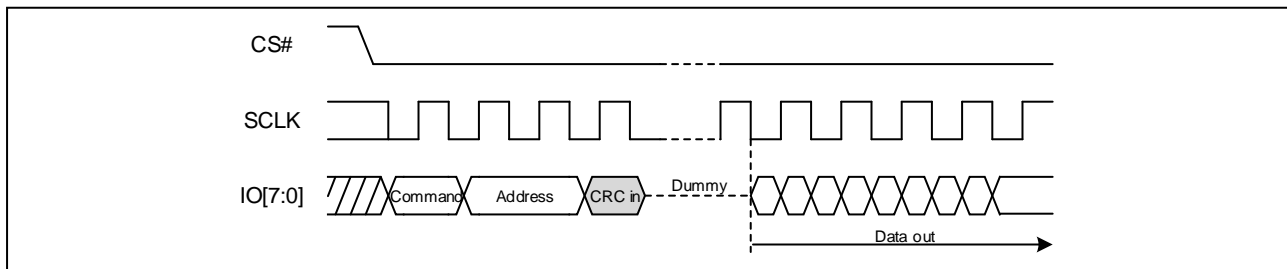 CS#
SCLK
IO[7:0]
Command
Address
CRC in
Dummy
Data out